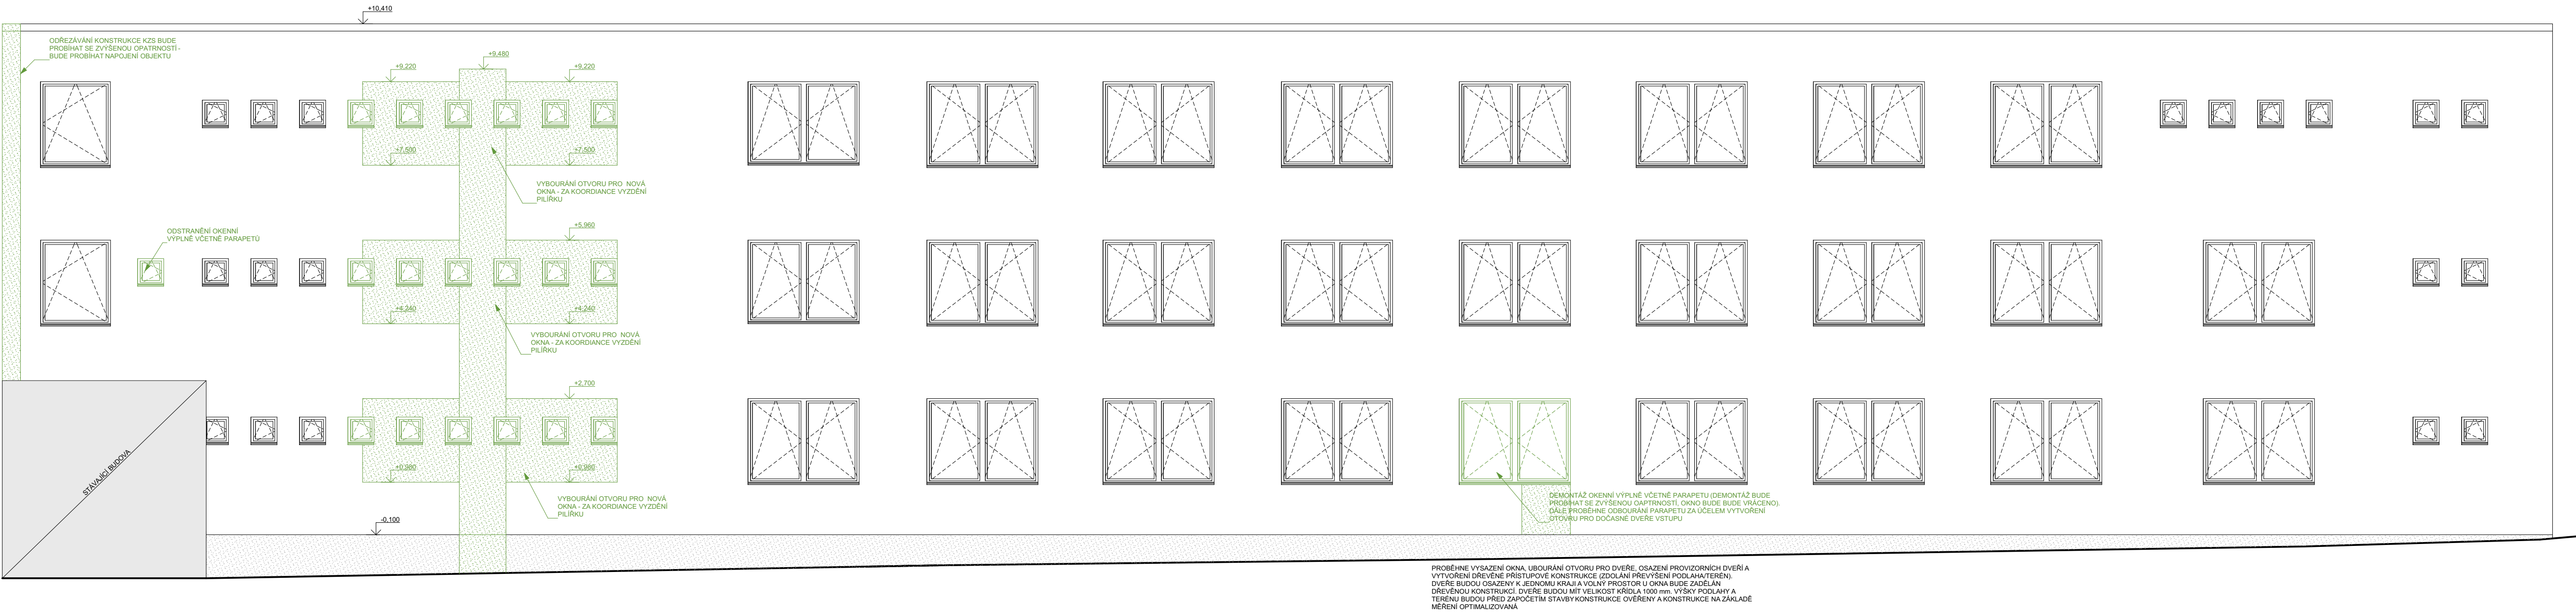 +10,410
ODŘEZÁVÁNÍ KONSTRUKCE KZS BUDE
PROBÍHAT SE ZVÝŠENOU OPATRNOSTÍ -
BUDE PROBÍHAT NAPOJENÍ OBJEKTU
+9,480
+9,220
+9,220
+7,500
+7,500
VYBOURÁNÍ OTVORU PRO NOVÁ
OKNA - ZA KOORDIANCE VYZDĚNÍ
PILÍŘKU
+5,960
ODSTRANĚNÍ OKENNÍ
VÝPLNĚ VČETNĚ PARAPETŮ
+4,240
+4,240
VYBOURÁNÍ OTVORU PRO NOVÁ
OKNA - ZA KOORDIANCE VYZDĚNÍ
PILÍŘKU
+2,700
STÁVAJÍCÍ BUDOVA
+0,980
+0,980
VYBOURÁNÍ OTVORU PRO NOVÁ
OKNA - ZA KOORDIANCE VYZDĚNÍ
PILÍŘKU
-0,100
DEMONTÁŽ OKENNÍ VÝPLNĚ VČETNĚ PARAPETU (DEMONTÁŽ BUDE
PROBÍHAT SE ZVÝŠENOU OAPTRNOSTÍ, OKNO BUDE BUDE VRÁCENO).
DÁLE PROBĚHNE ODBOURÁNÍ PARAPETU ZA ÚČELEM VYTVOŘENÍ
OTOVRU PRO DOČASNÉ DVEŘE VSTUPU
PROBĚHNE VYSAZENÍ OKNA, UBOURÁNÍ OTVORU PRO DVEŘE, OSAZENÍ PROVIZORNÍCH DVEŘÍ A
VYTVOŘENÍ DŘEVĚNÉ PŘÍSTUPOVÉ KONSTRUKCE (ZDOLÁNÍ PŘEVÝŠENÍ PODLAHA/TERÉN).
DVEŘE BUDOU OSAZENY K JEDNOMU KRAJI A VOLNÝ PROSTOR U OKNA BUDE ZADĚLÁN
DŘEVĚNOU KONSTRUKCÍ. DVEŘE BUDOU MÍT VELIKOST KŘÍDLA 1000 mm. VÝŠKY PODLAHY A
TERÉNU BUDOU PŘED ZAPOČETÍM STAVBY KONSTRUKCE OVĚŘENY A KONSTRUKCE NA ZÁKLADĚ
MĚŘENÍ OPTIMALIZOVANÁ